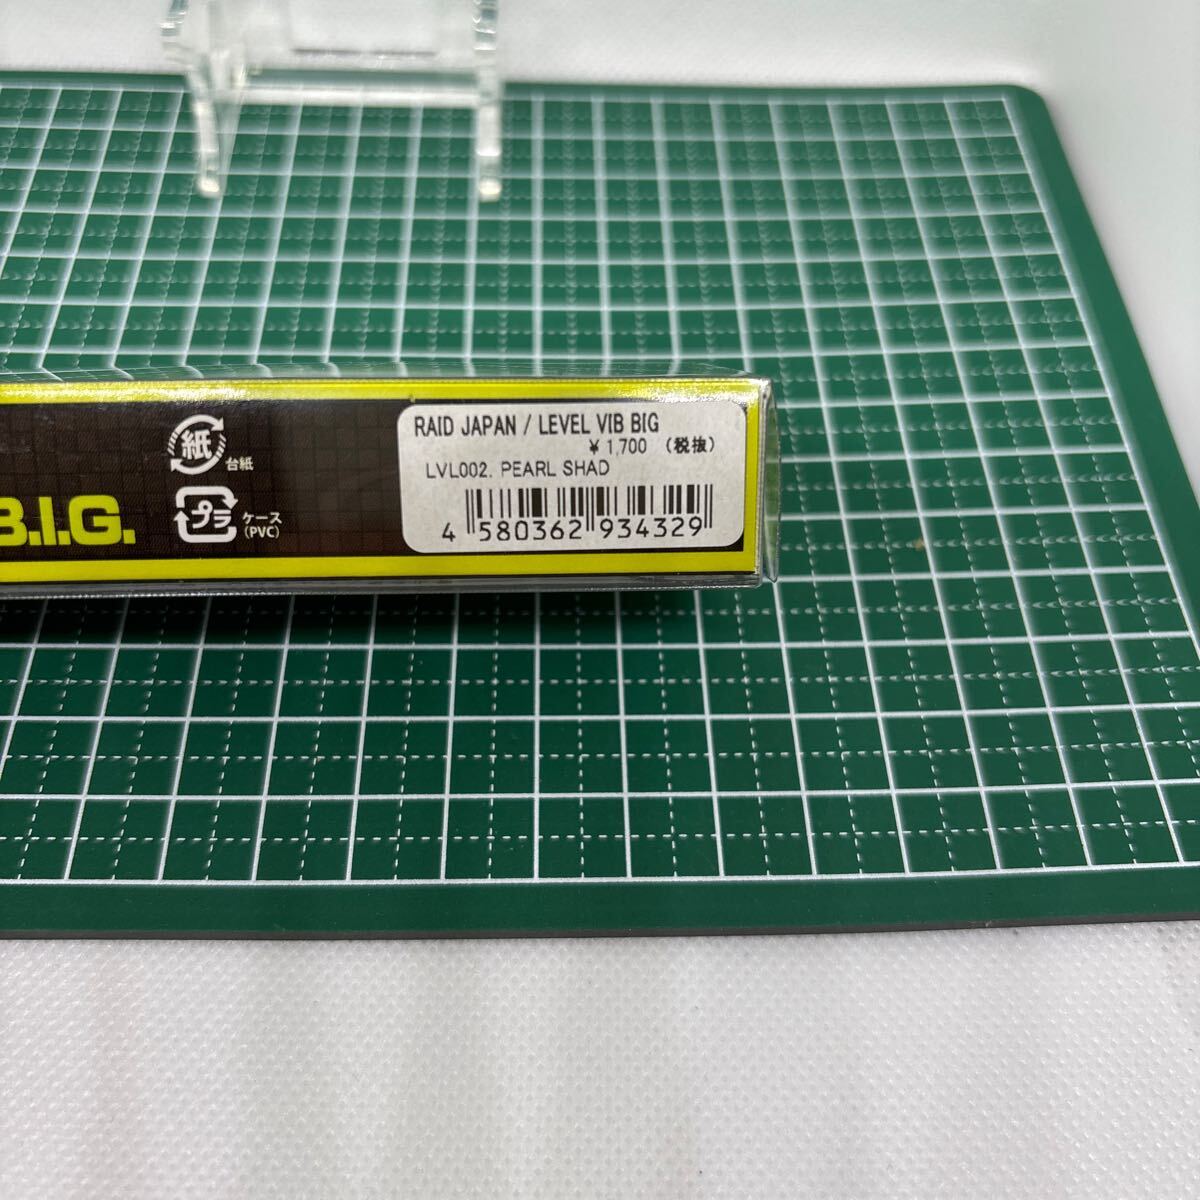 B.I.G.
紙
台紙
プラ
ケース
(PVC)
RAID JAPAN / LEVEL VIB BIG
¥ 1,700 (税抜)
LVL002. PEARL SHAD
4 580362 934329